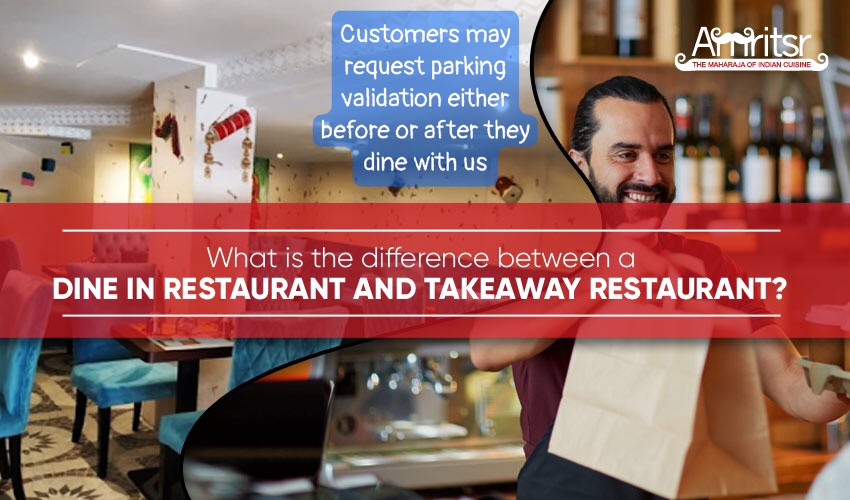 Customers may
request parking
validation either
before or after they
dine with us
Amritsr
THE MAHARAJA OF INDIAN CUISINE
What is the difference between a
DINE IN RESTAURANT AND TAKEAWAY RESTAURANT?